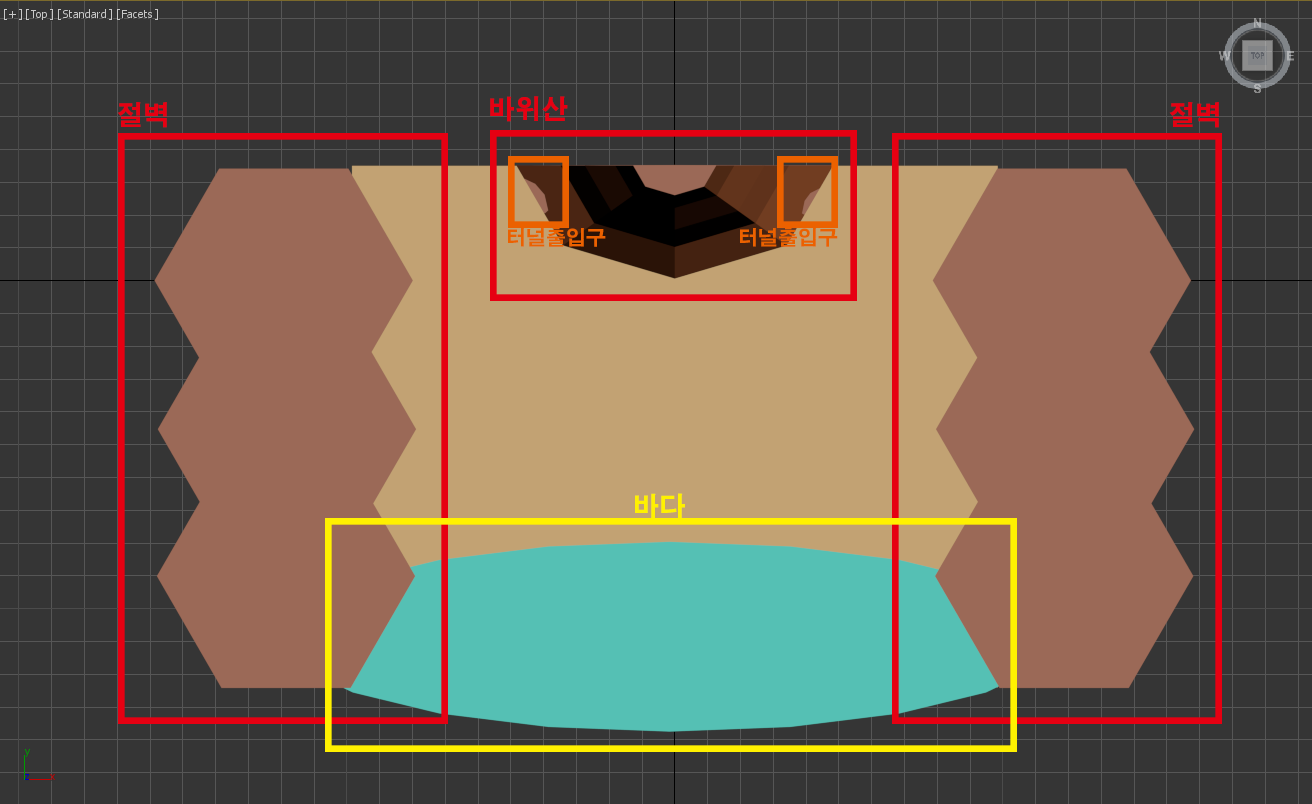 [+] [Top] [Standard] [Facets]
N
W TOP E
S
절벽
바위산
절벽
터널출입구
터널출입구
바다
y
z x